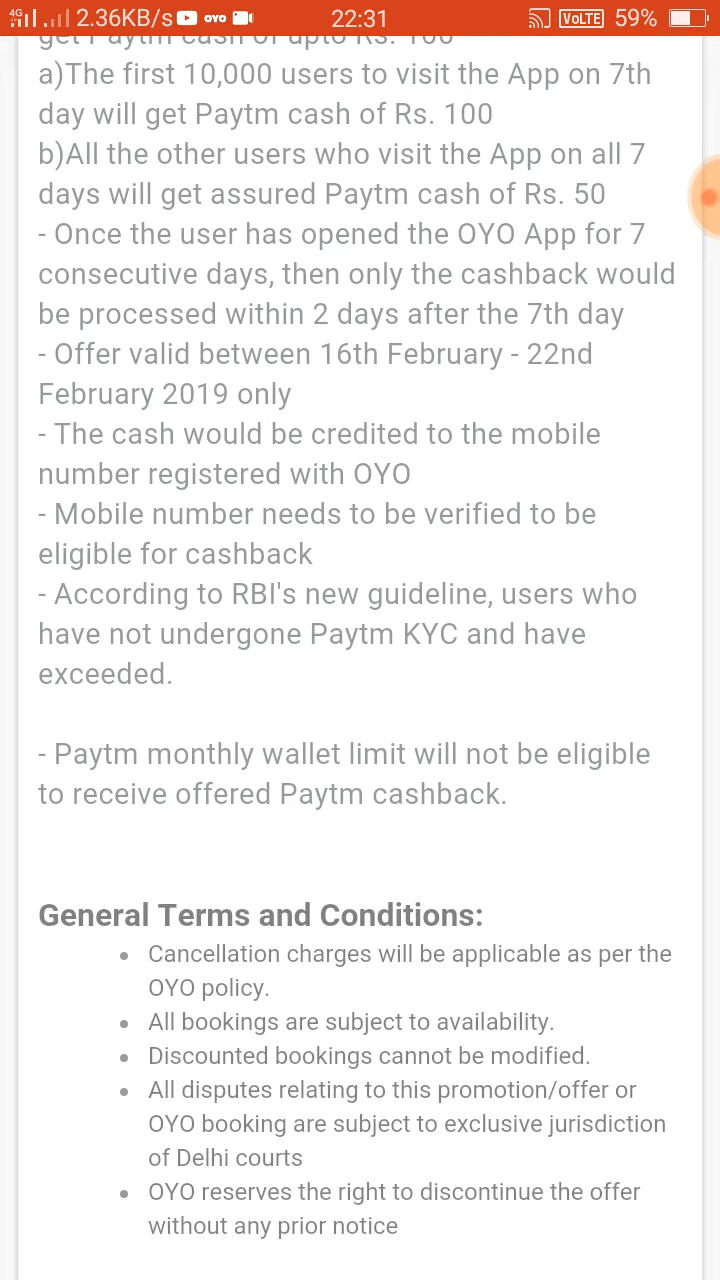 4G 2.36KB/s OYO 22:31 VoLTE 59%
get Paytm cash of upto Rs. 100
a)The first 10,000 users to visit the App on 7th
day will get Paytm cash of Rs. 100
b)All the other users who visit the App on all 7
days will get assured Paytm cash of Rs. 50
- Once the user has opened the OYO App for 7
consecutive days, then only the cashback would
be processed within 2 days after the 7th day
- Offer valid between 16th February - 22nd
February 2019 only
- The cash would be credited to the mobile
number registered with OYO
- Mobile number needs to be verified to be
eligible for cashback
- According to RBI's new guideline, users who
have not undergone Paytm KYC and have
exceeded.
- Paytm monthly wallet limit will not be eligible
to receive offered Paytm cashback.
General Terms and Conditions:
• Cancellation charges will be applicable as per the
OYO policy.
• All bookings are subject to availability.
• Discounted bookings cannot be modified.
• All disputes relating to this promotion/offer or
OYO booking are subject to exclusive jurisdiction
of Delhi courts
• OYO reserves the right to discontinue the offer
without any prior notice